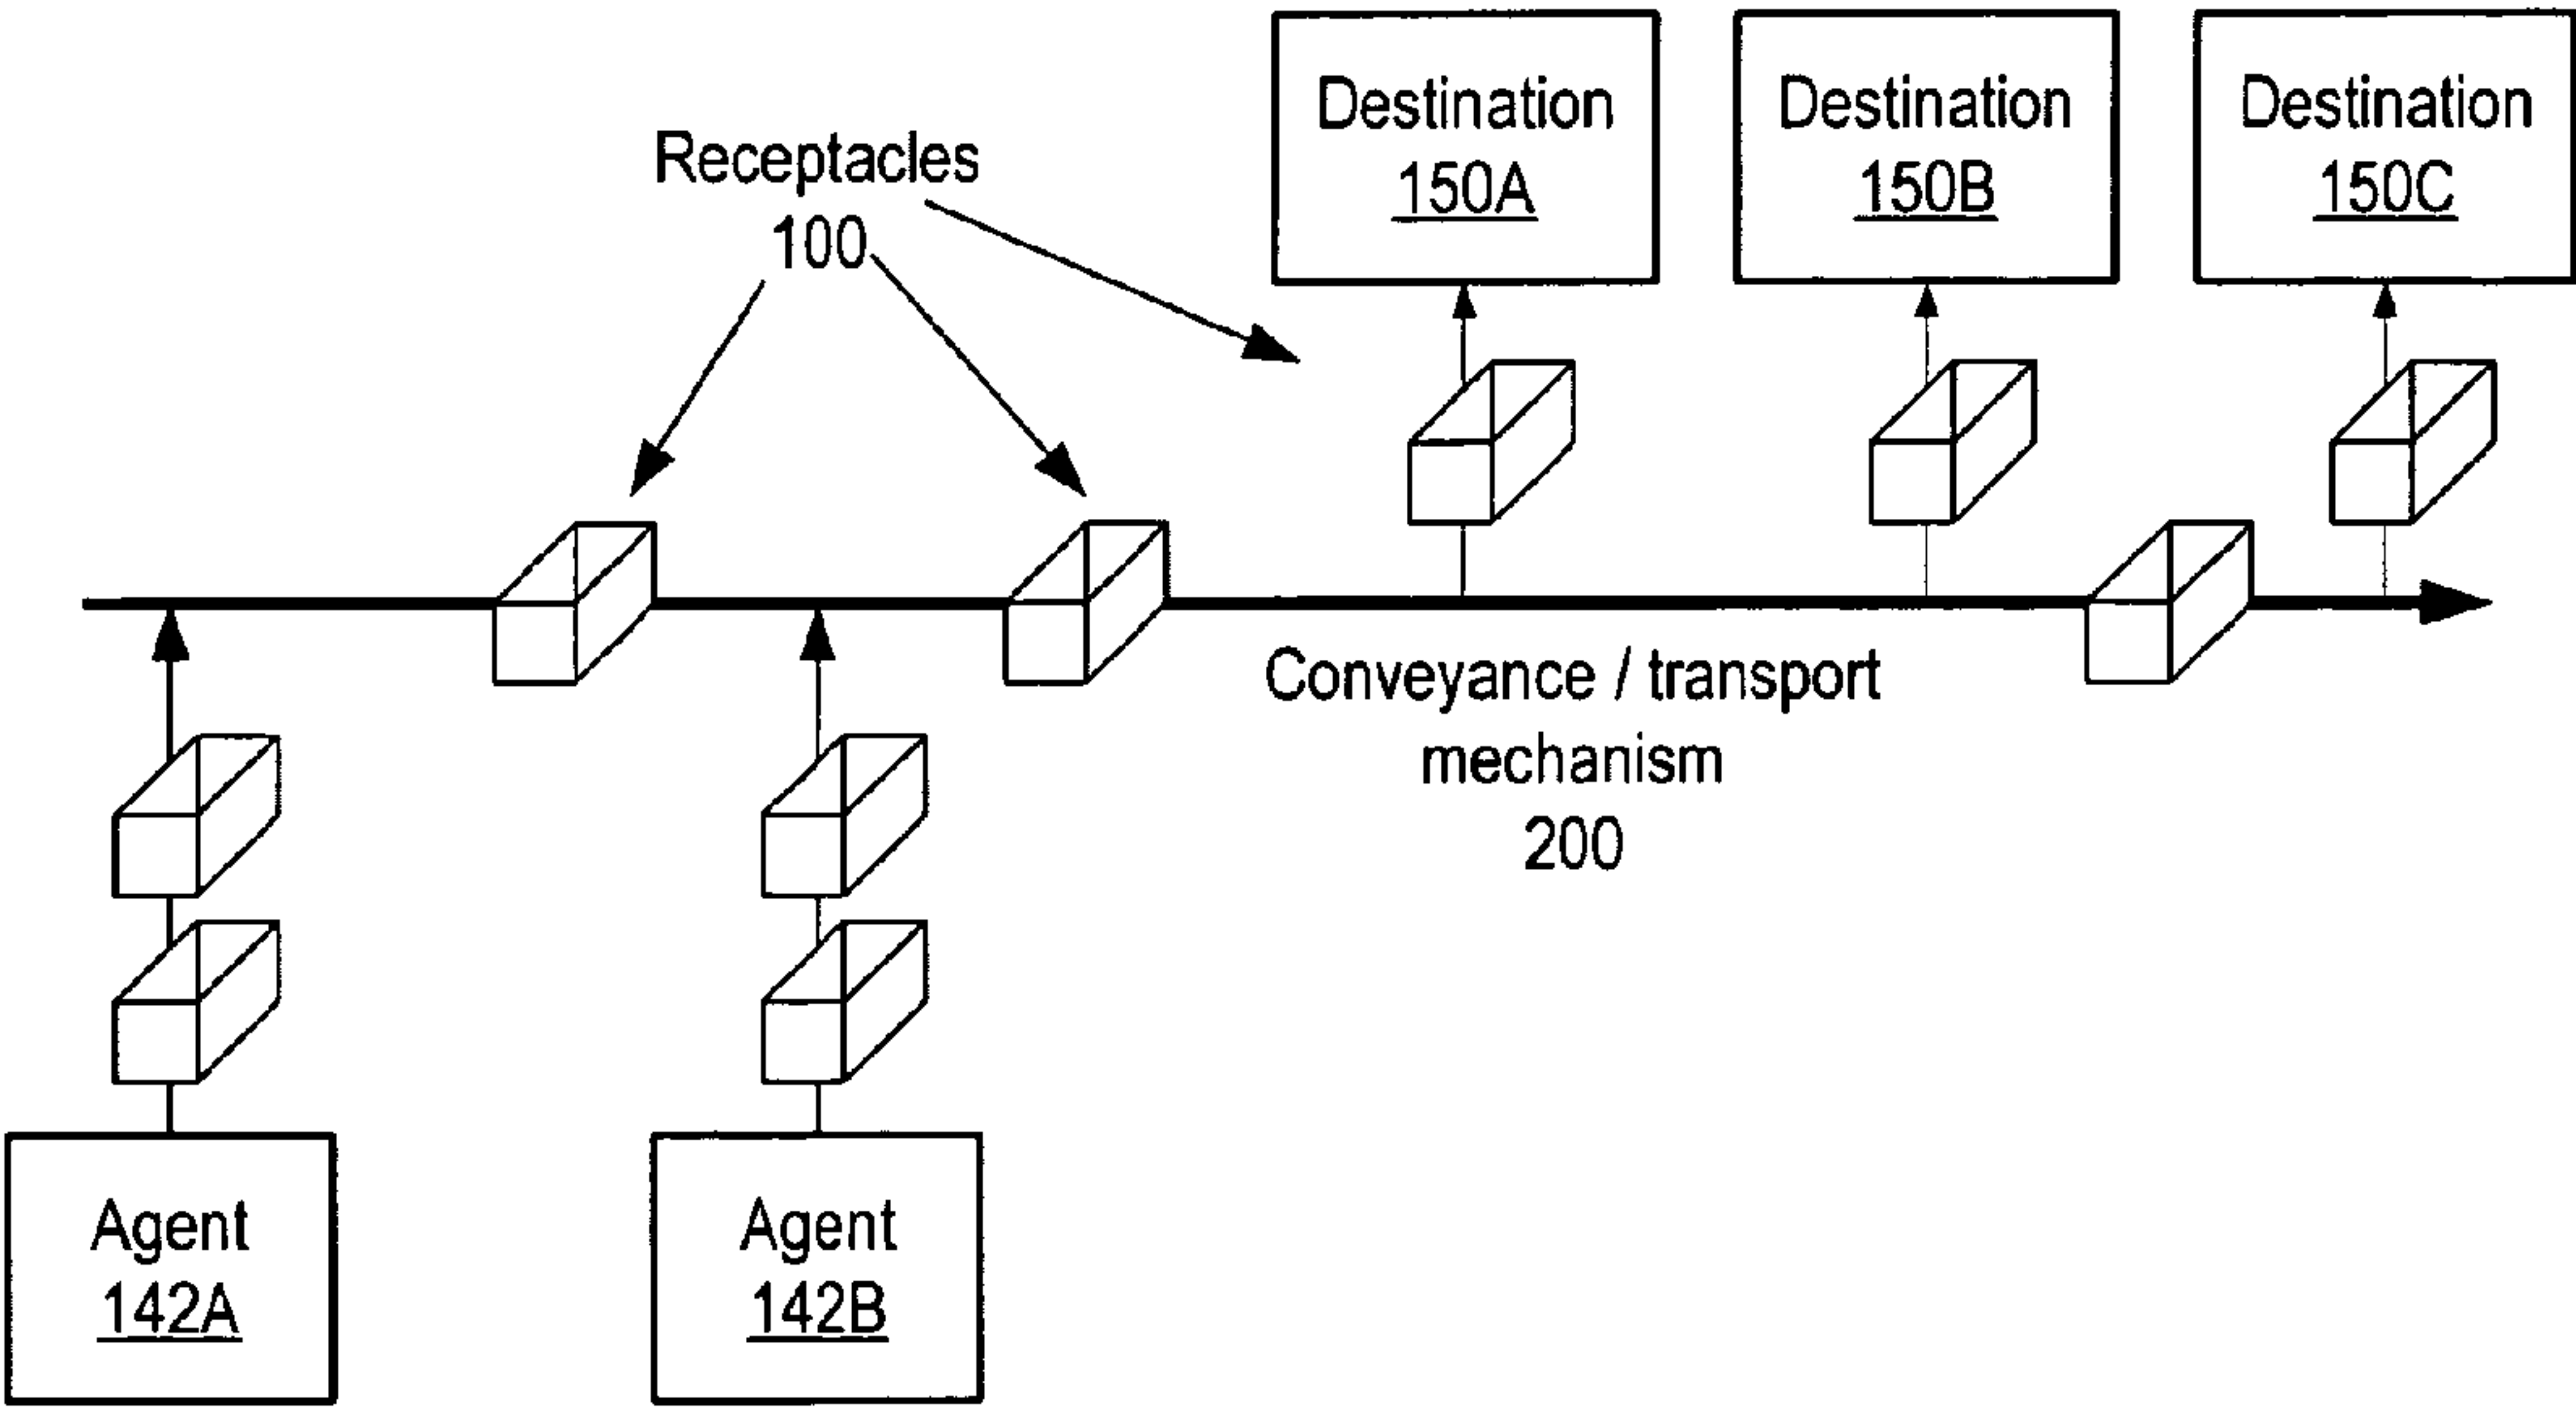 Destination
150A
Destination
150B
Destination
150C
Receptacles
100
Conveyance / transport
mechanism
200
Agent
142A
Agent
142B